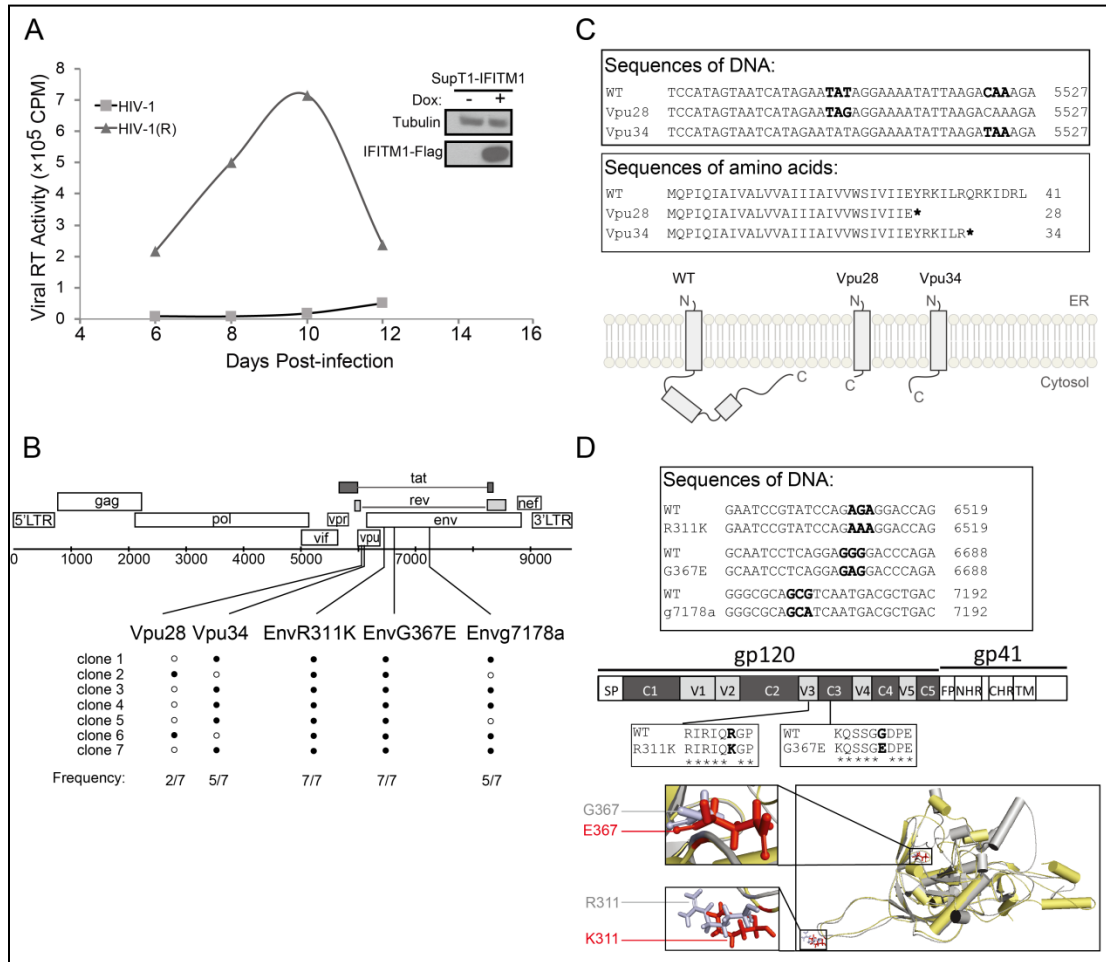 A
Viral RT Activity (×10⁵ CPM)
8
7
6
5
4
3
2
1
0
4 6 8 10 12 14 16
Days Post-infection
HIV-1
HIV-1(R)
SupT1-IFITM1
Dox: - +
Tubulin
IFITM1-Flag
B
5'LTR gag pol vif vpr vpu tat rev env nef 3'LTR
0 1000 2000 3000 4000 5000 6000 7000 8000 9000
Vpu28 Vpu34 EnvR311K EnvG367E Envg7178a
clone 1
clone 2
clone 3
clone 4
clone 5
clone 6
clone 7
Frequency: 2/7 5/7 7/7 7/7 5/7
C
Sequences of DNA:
WT TCCATAGTAATCATAGAATATAGGAAAATATTAAGACAAAGA 5527
Vpu28 TCCATAGTAATCATAGAATAGAGGAAAATATTAAGACAAAGA 5527
Vpu34 TCCATAGTAATCATAGAATATAGGAAAATATTAAGATAAAGA 5527
Sequences of amino acids:
WT MQPIQIAIVALVVAIIIAIVVWSIVIIEYRKILRQRKIDRL 41
Vpu28 MQPIQIAIVALVVAIIIAIVVWSIVIIE* 28
Vpu34 MQPIQIAIVALVVAIIIAIVVWSIVIIEYRKILR* 34
WT Vpu28 Vpu34
N N N ER
C C C Cytosol
D
Sequences of DNA:
WT GAATCCGTATCCAGAGAGGACCAG 6519
R311K GAATCCGTATCCAGAAAGGACCAG 6519
WT GCAATCCTCAGGAGGGGACCCAGA 6688
G367E GCAATCCTCAGGAGAGGACCCAGA 6688
WT GGGCGCAGCGTCAATGACGCTGAC 7192
g7178a GGGCGCAGCATCAATGACGCTGAC 7192
gp120 gp41
SP C1 V1 V2 C2 V3 C3 V4 C4 V5 C5 FP NHR CHR TM
WT RIRIQRGP
R311K RIRIQKGP
***** **
WT KQSSGGDPE
G367E KQSSGEDPE
***** ***
G367
E367
R311
K311